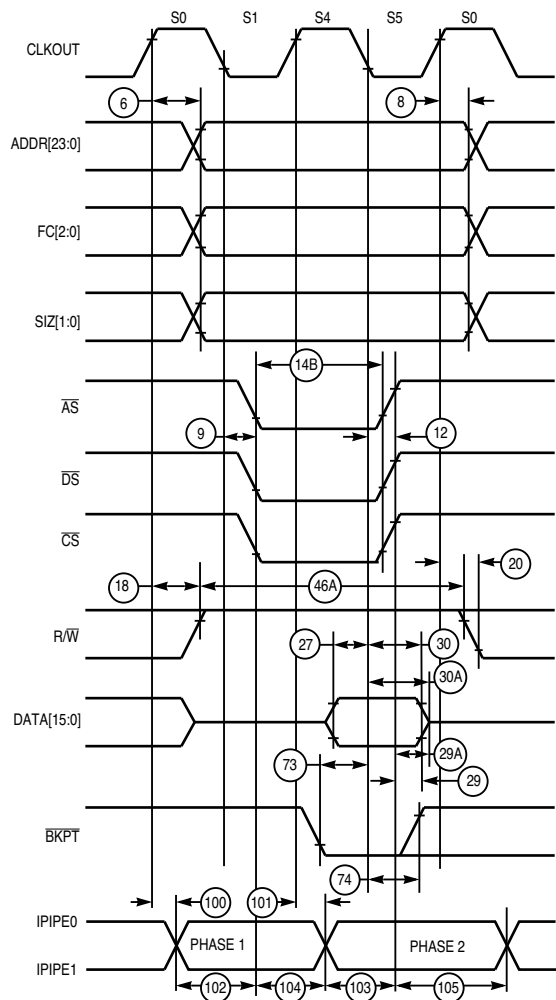 S0 S1 S4 S5 S0
CLKOUT
6 8
ADDR[23:0]
FC[2:0]
SIZ[1:0]
14B
AS
9 12
DS
CS
20
18 46A
R/W
27 30
30A
DATA[15:0]
29A
73 29
BKPT
74
100 101
IPIPE0
PHASE 1 PHASE 2
IPIPE1
102 104 103 105